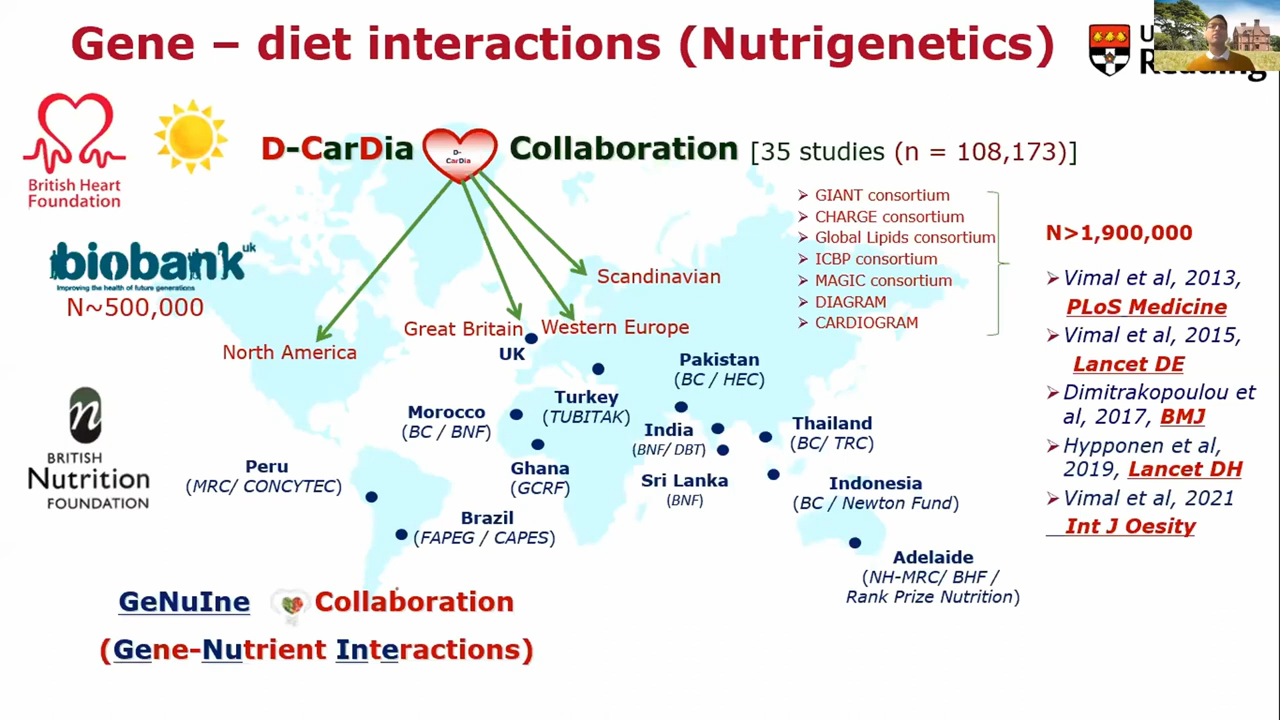 Gene – diet interactions (Nutrigenetics)
U
Reading
British Heart
Foundation
D-CarDia
D-
CarDia
Collaboration [35 studies (n = 108,173)]
GIANT consortium
CHARGE consortium
Global Lipids consortium
ICBP consortium
MAGIC consortium
DIAGRAM
CARDIOGRAM
N>1,900,000
Vimal et al, 2013,
PLoS Medicine
Vimal et al, 2015,
Lancet DE
Dimitrakopoulou et
al, 2017, BMJ
Hypponen et al,
2019, Lancet DH
Vimal et al, 2021
Int J Oesity
biobank uk
Improving the health of future generations
N~500,000
Scandinavian
Great Britain
Western Europe
North America
UK
Pakistan
(BC / HEC)
Turkey
(TUBITAK)
Morocco
(BC / BNF)
India
(BNF/ DBT)
Thailand
(BC/ TRC)
Ghana
(GCRF)
Sri Lanka
(BNF)
Indonesia
(BC / Newton Fund)
Peru
(MRC/ CONCYTEC)
Brazil
(FAPEG / CAPES)
Adelaide
(NH-MRC/ BHF /
Rank Prize Nutrition)
n
BRITISH
Nutrition
FOUNDATION
GeNuIne Collaboration
(Gene-Nutrient Interactions)